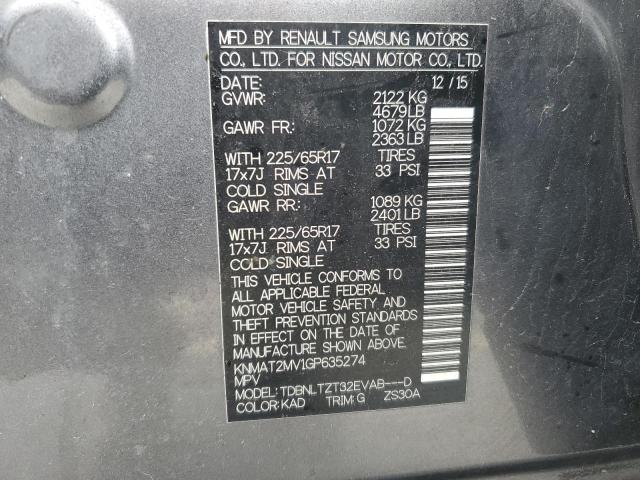 MFD BY RENAULT SAMSUNG MOTORS
CO., LTD. FOR NISSAN MOTOR CO., LTD.
DATE: 12 / 15
GVWR: 2122 KG
4679 LB
GAWR FR: 1072 KG
2363 LB
WITH 225/65R17 TIRES
17x7J RIMS AT 33 PSI
COLD SINGLE
GAWR RR: 1089 KG
2401 LB
WITH 225/65R17 TIRES
17x7J RIMS AT 33 PSI
COLD SINGLE
THIS VEHICLE CONFORMS TO
ALL APPLICABLE FEDERAL
MOTOR VEHICLE SAFETY AND
THEFT PREVENTION STANDARDS
IN EFFECT ON THE DATE OF
MANUFACTURE SHOWN ABOVE.
KNMAT2MV1GP635274
MPV
MODEL: TDBNLTZT32EVAB---D
COLOR: KAD TRIM: G ZS30A